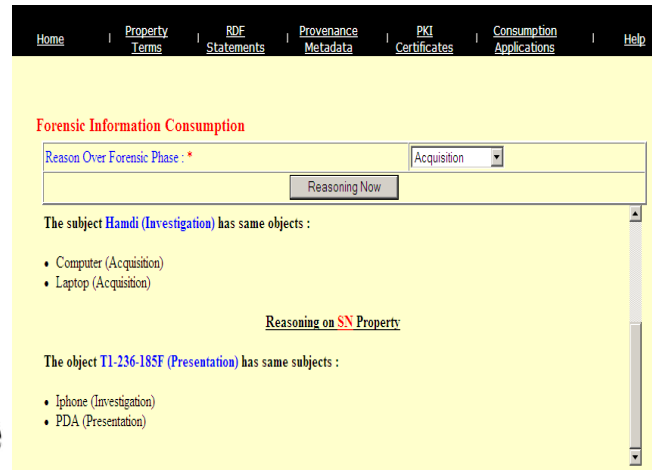 Home | Property Terms | RDF Statements | Provenance Metadata | PKI Certificates | Consumption Applications | Help
Forensic Information Consumption
Reason Over Forensic Phase : * Acquisition
Reasoning Now
The subject Hamdi (Investigation) has same objects :
• Computer (Acquisition)
• Laptop (Acquisition)
Reasoning on SN Property
The object T1-236-185F (Presentation) has same subjects :
• Iphone (Investigation)
• PDA (Presentation)